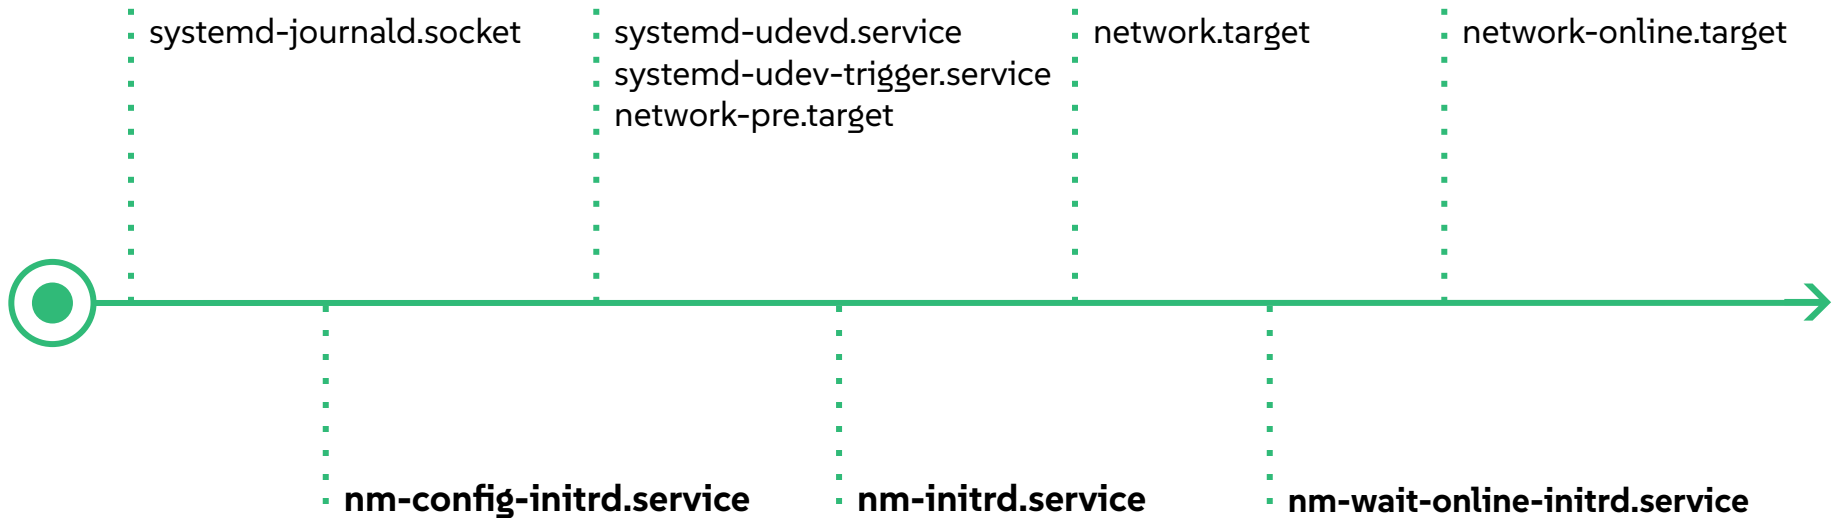 systemd-journald.socket
systemd-udevd.service
systemd-udev-trigger.service
network-pre.target
network.target
network-online.target
nm-config-initrd.service
nm-initrd.service
nm-wait-online-initrd.service